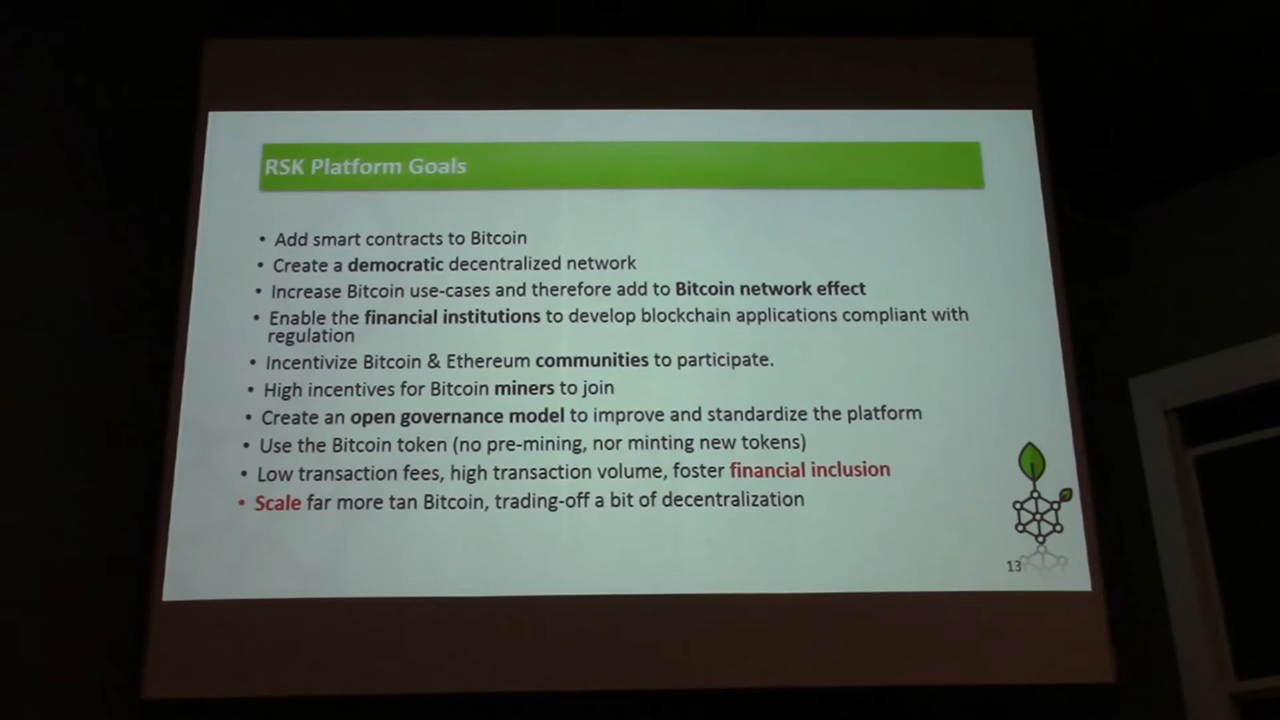 RSK Platform Goals
• Add smart contracts to Bitcoin
• Create a democratic decentralized network
• Increase Bitcoin use-cases and therefore add to Bitcoin network effect
• Enable the financial institutions to develop blockchain applications compliant with
regulation
• Incentivize Bitcoin & Ethereum communities to participate.
• High incentives for Bitcoin miners to join
• Create an open governance model to improve and standardize the platform
• Use the Bitcoin token (no pre-mining, nor minting new tokens)
• Low transaction fees, high transaction volume, foster financial inclusion
• Scale far more tan Bitcoin, trading-off a bit of decentralization
13